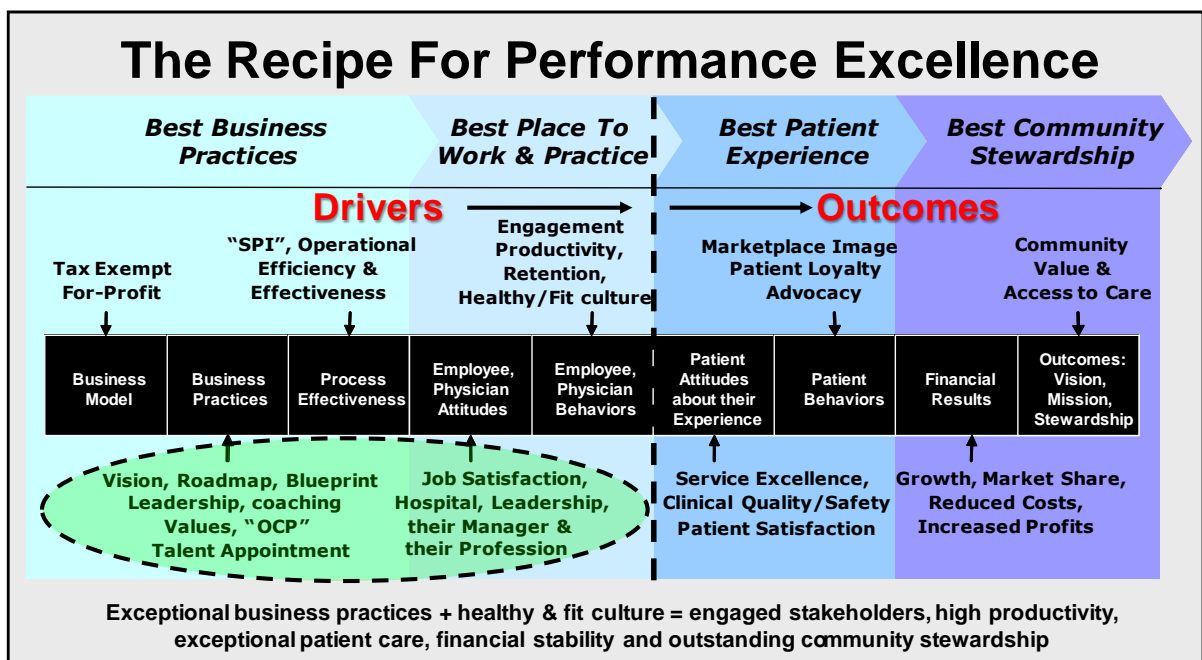 The Recipe For Performance Excellence
Best Business
Practices
Best Place To
Work & Practice
Best Patient
Experience
Best Community
Stewardship
Drivers
Outcomes
Tax Exempt
For-Profit
“SPI”, Operational
Efficiency &
Effectiveness
Engagement
Productivity,
Retention,
Healthy/Fit culture
Marketplace Image
Patient Loyalty
Advocacy
Community
Value &
Access to Care
Business
Model
Business
Practices
Process
Effectiveness
Employee,
Physician
Attitudes
Employee,
Physician
Behaviors
Patient
Attitudes
about their
Experience
Patient
Behaviors
Financial
Results
Outcomes:
Vision,
Mission,
Stewardship
Vision, Roadmap, Blueprint
Leadership, coaching
Values, “OCP”
Talent Appointment
Job Satisfaction,
Hospital, Leadership,
their Manager &
their Profession
Service Excellence,
Clinical Quality/Safety
Patient Satisfaction
Growth, Market Share,
Reduced Costs,
Increased Profits
Exceptional business practices + healthy & fit culture = engaged stakeholders, high productivity,
exceptional patient care, financial stability and outstanding community stewardship